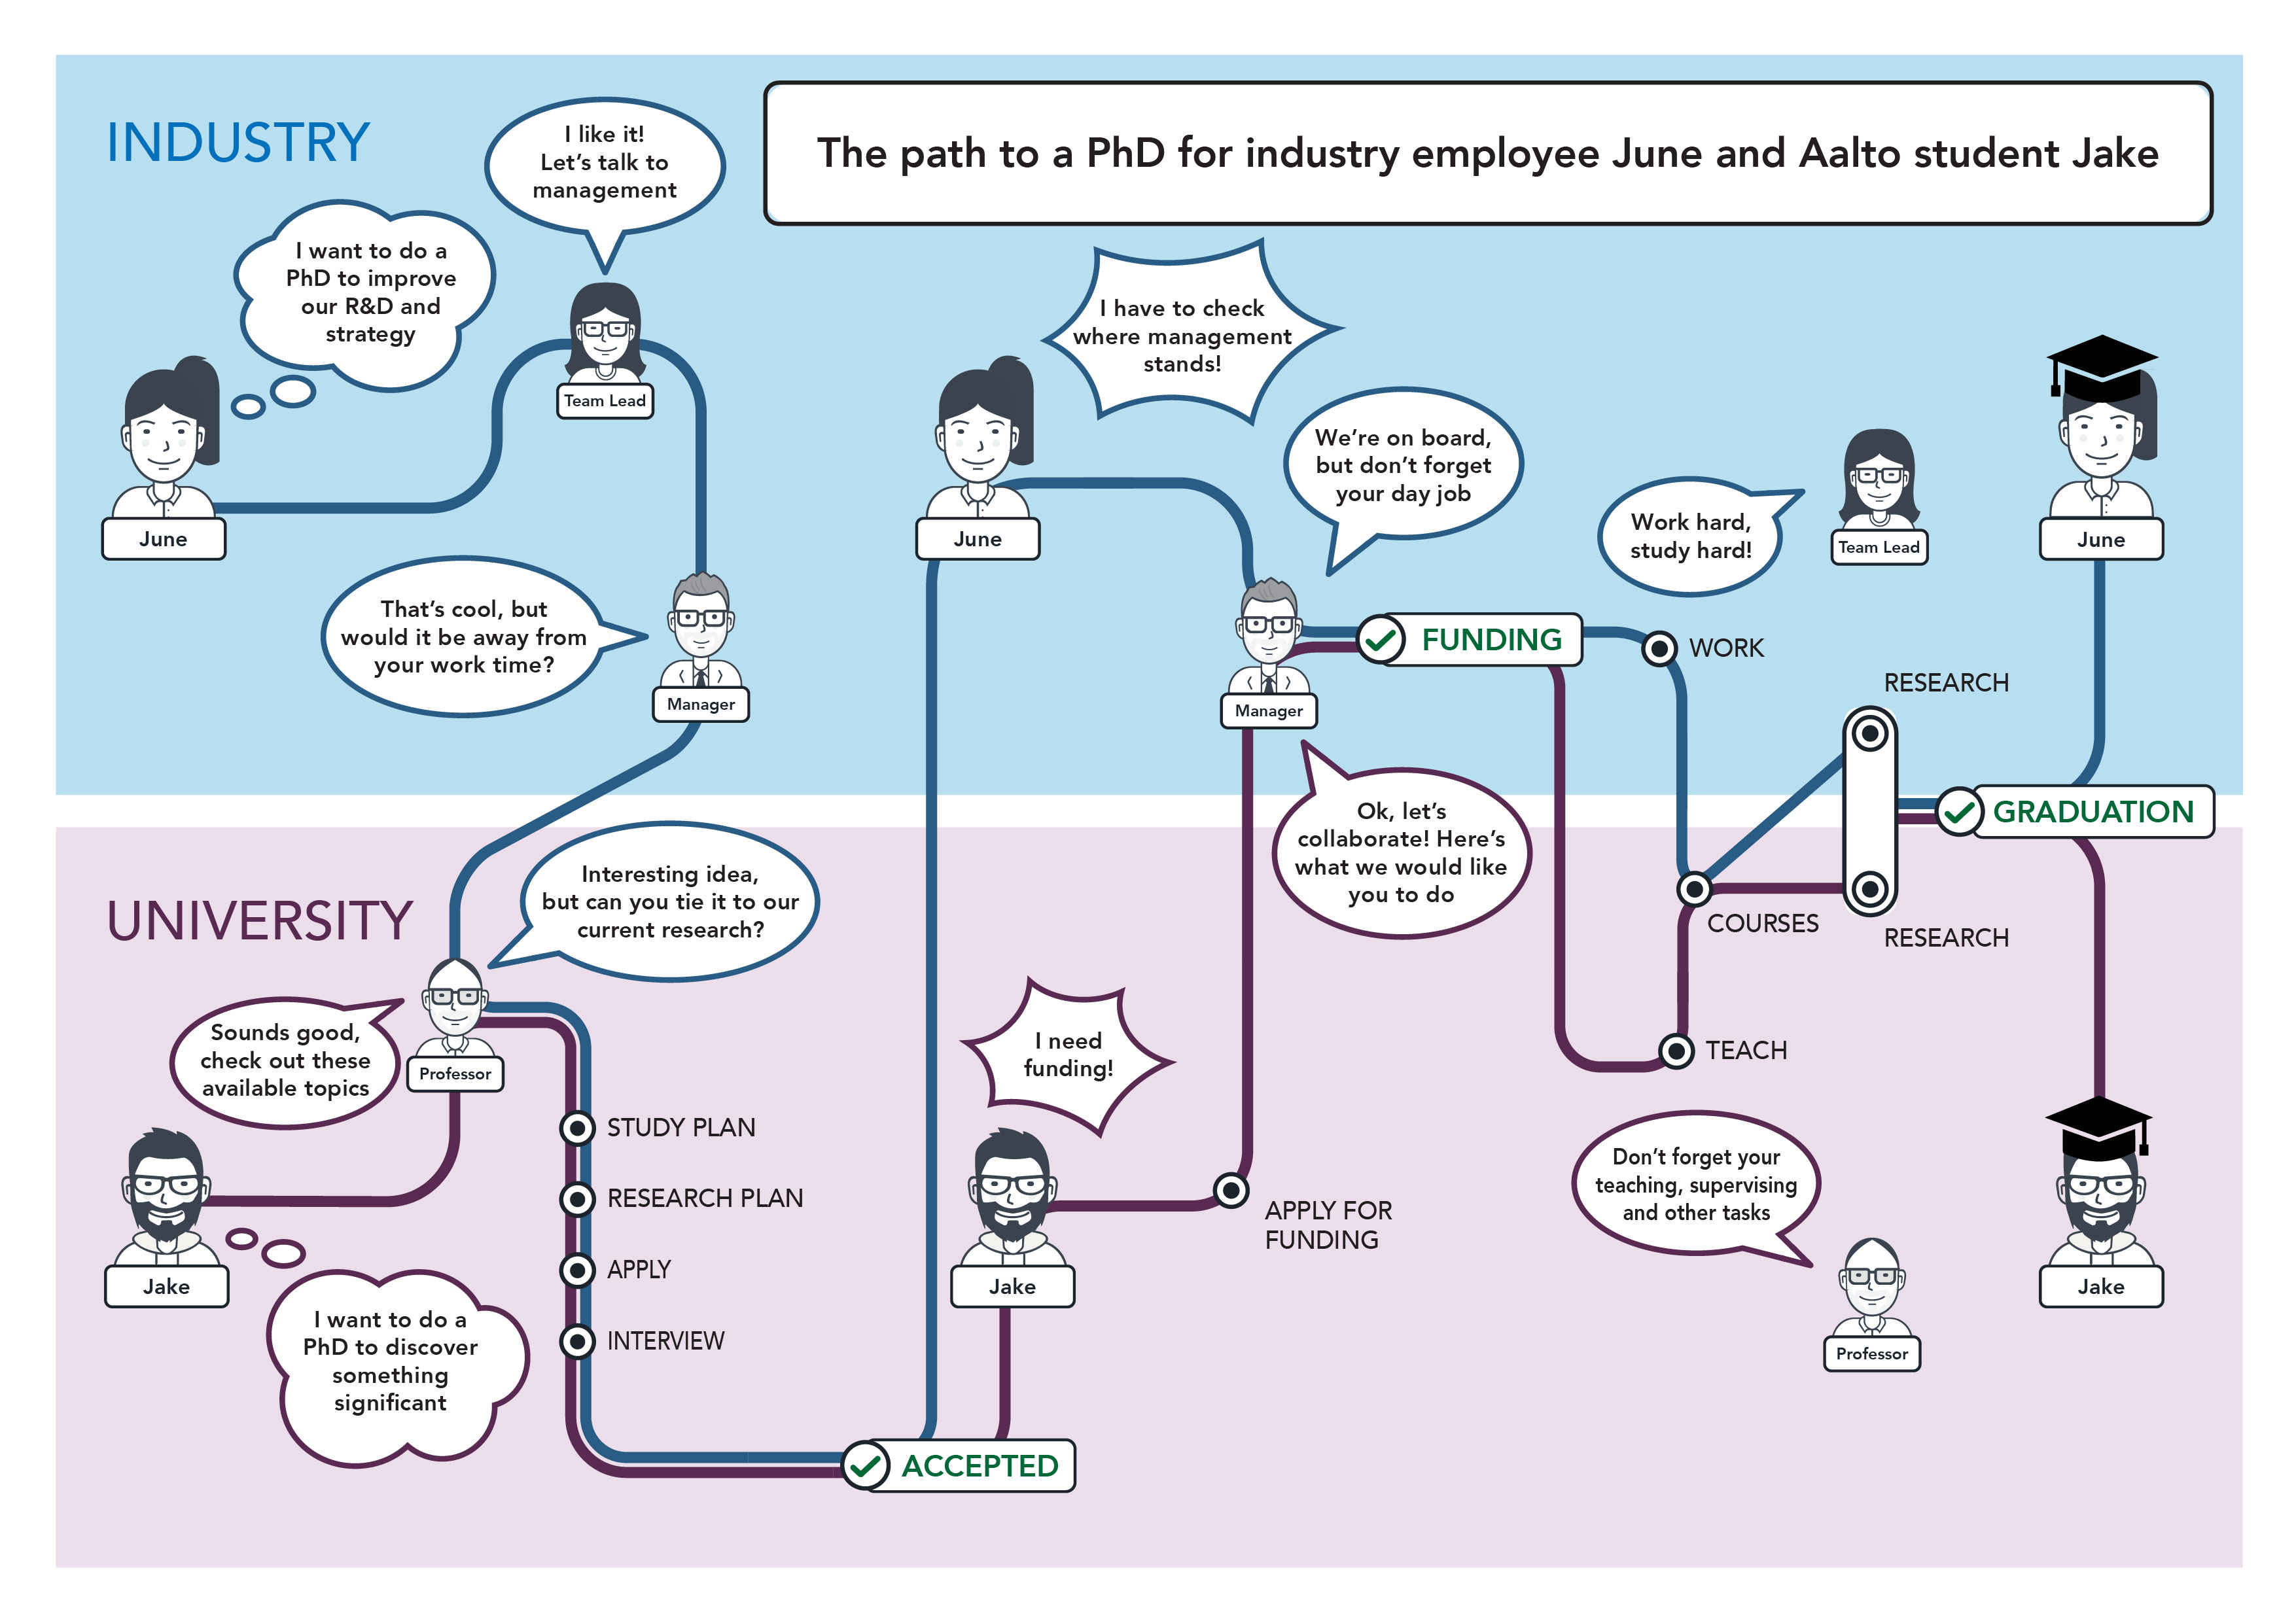 The path to a PhD for industry employee June and Aalto student Jake
INDUSTRY
I want to do a
PhD to improve
our R&D and
strategy
June
I like it!
Let's talk to
management
Team Lead
That's cool, but
would it be away from
your work time?
Manager
I have to check
where management
stands!
June
We're on board,
but don't forget
your day job
Manager
FUNDING
WORK
Work hard,
study hard!
Team Lead
June
RESEARCH
GRADUATION
Ok, let's
collaborate! Here's
what we would like
you to do
COURSES
RESEARCH
TEACH
UNIVERSITY
Interesting idea,
but can you tie it to our
current research?
Sounds good,
check out these
available topics
Professor
Jake
I want to do a
PhD to discover
something
significant
STUDY PLAN
RESEARCH PLAN
APPLY
INTERVIEW
ACCEPTED
I need
funding!
Jake
APPLY FOR
FUNDING
Don't forget your
teaching, supervising
and other tasks
Professor
Jake